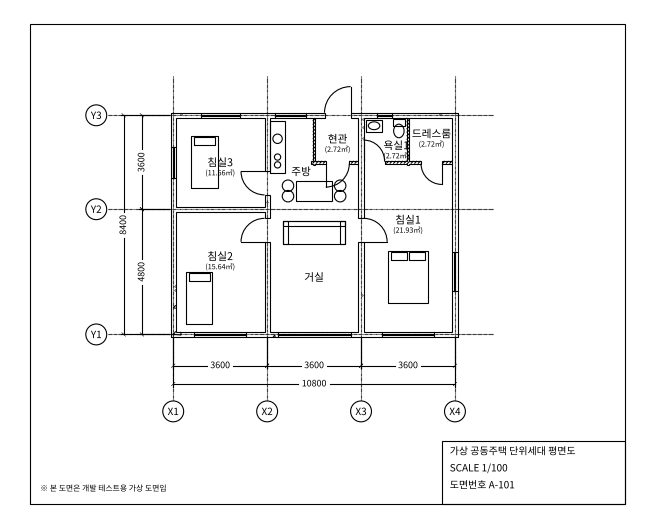 Y3
Y2
Y1
3600
8400
4800
현관
(2.72㎡)
욕실1
(2.72㎡)
드레스룸
(2.72㎡)
침실3
(11.56㎡)
주방
침실1
(21.93㎡)
침실2
(15.64㎡)
거실
3600
3600
3600
10800
X1
X2
X3
X4
가상 공동주택 단위세대 평면도
SCALE 1/100
도면번호 A-101
※ 본 도면은 개발 테스트용 가상 도면임